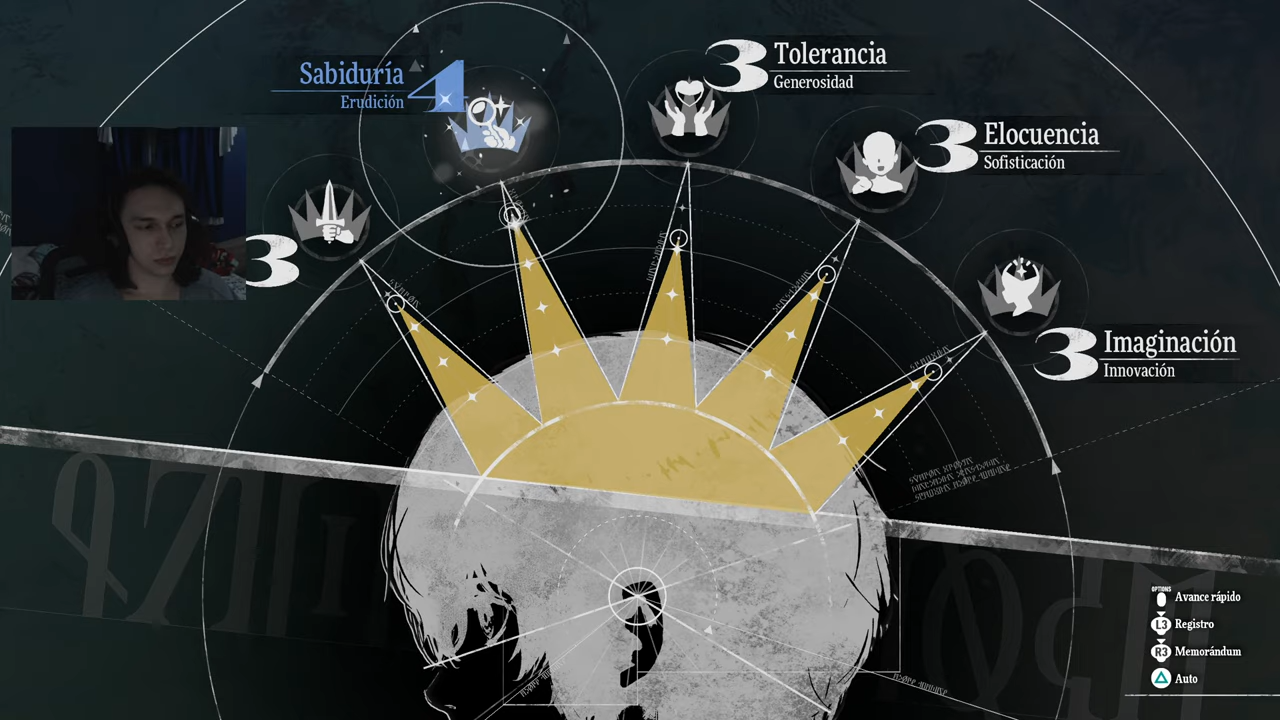 Sabiduría
4
Erudición
3
Tolerancia
Generosidad
3
Elocuencia
Sofisticación
3
3
Imaginación
Innovación
OPTIONS
Avance rápido
L3
Registro
R3
Memorándum
Auto